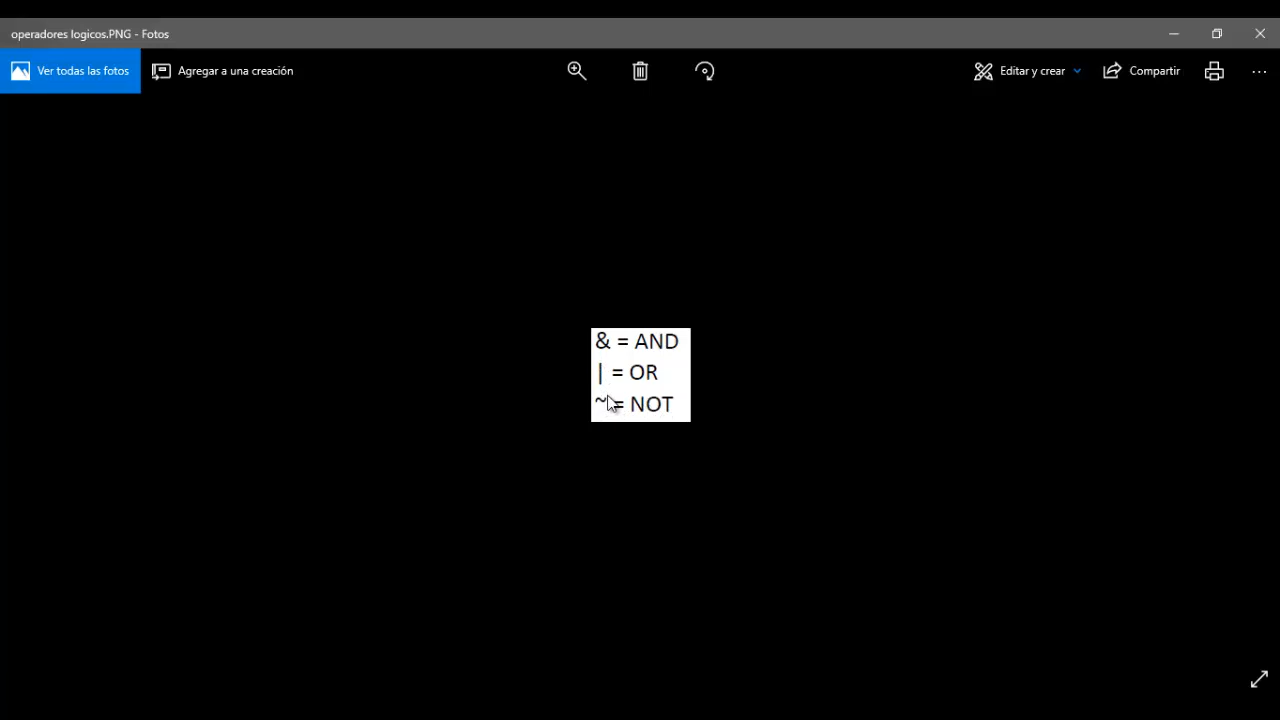 operadores logicos.PNG - Fotos
Ver todas las fotos
Agregar a una creación
Editar y crear
Compartir
& = AND
| = OR
~ = NOT